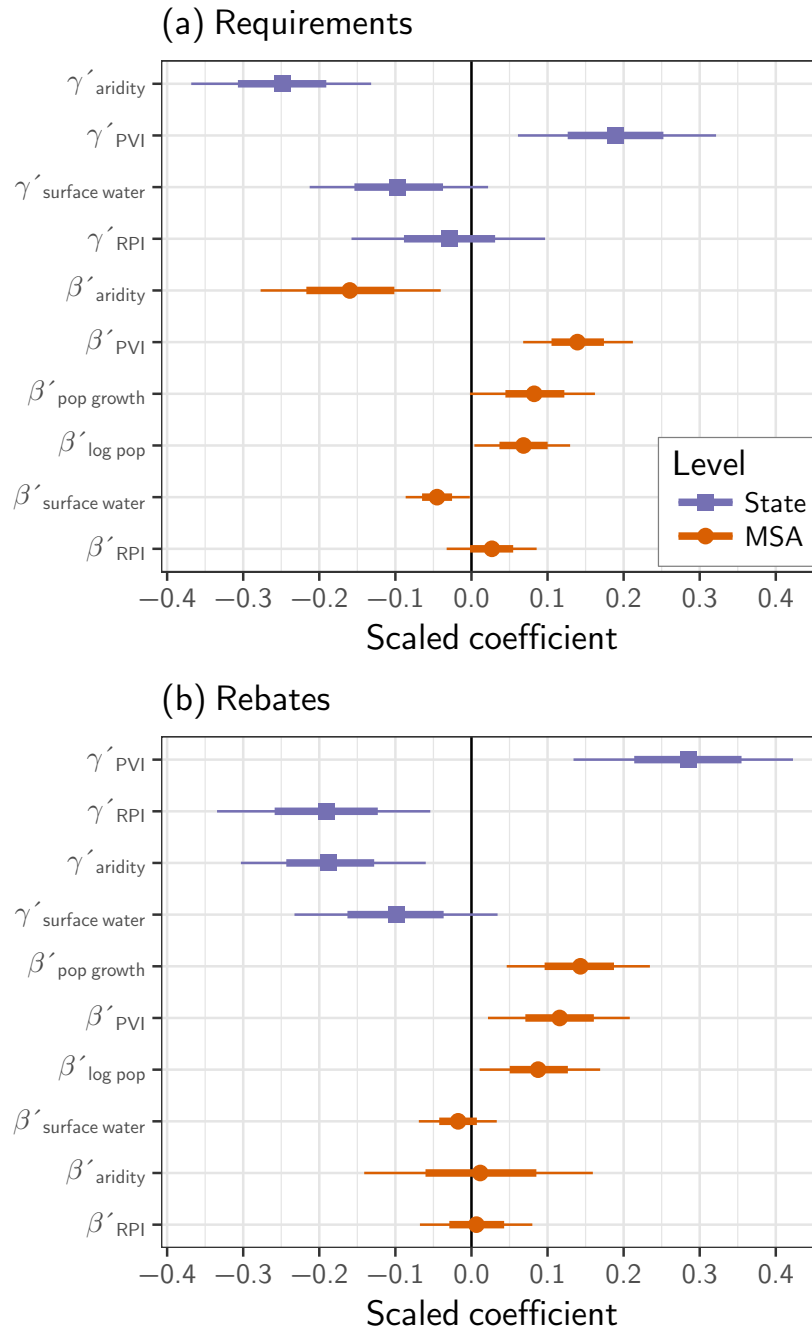 (a) Requirements
γ´aridity
γ´PVI
γ´surface water
γ´RPI
β´aridity
β´PVI
β´pop growth
β´log pop
β´surface water
β´RPI
Level
State
MSA
−0.4 −0.3 −0.2 −0.1 0.0 0.1 0.2 0.3 0.4
Scaled coefficient
(b) Rebates
γ´PVI
γ´RPI
γ´aridity
γ´surface water
β´pop growth
β´PVI
β´log pop
β´surface water
β´aridity
β´RPI
−0.4 −0.3 −0.2 −0.1 0.0 0.1 0.2 0.3 0.4
Scaled coefficient